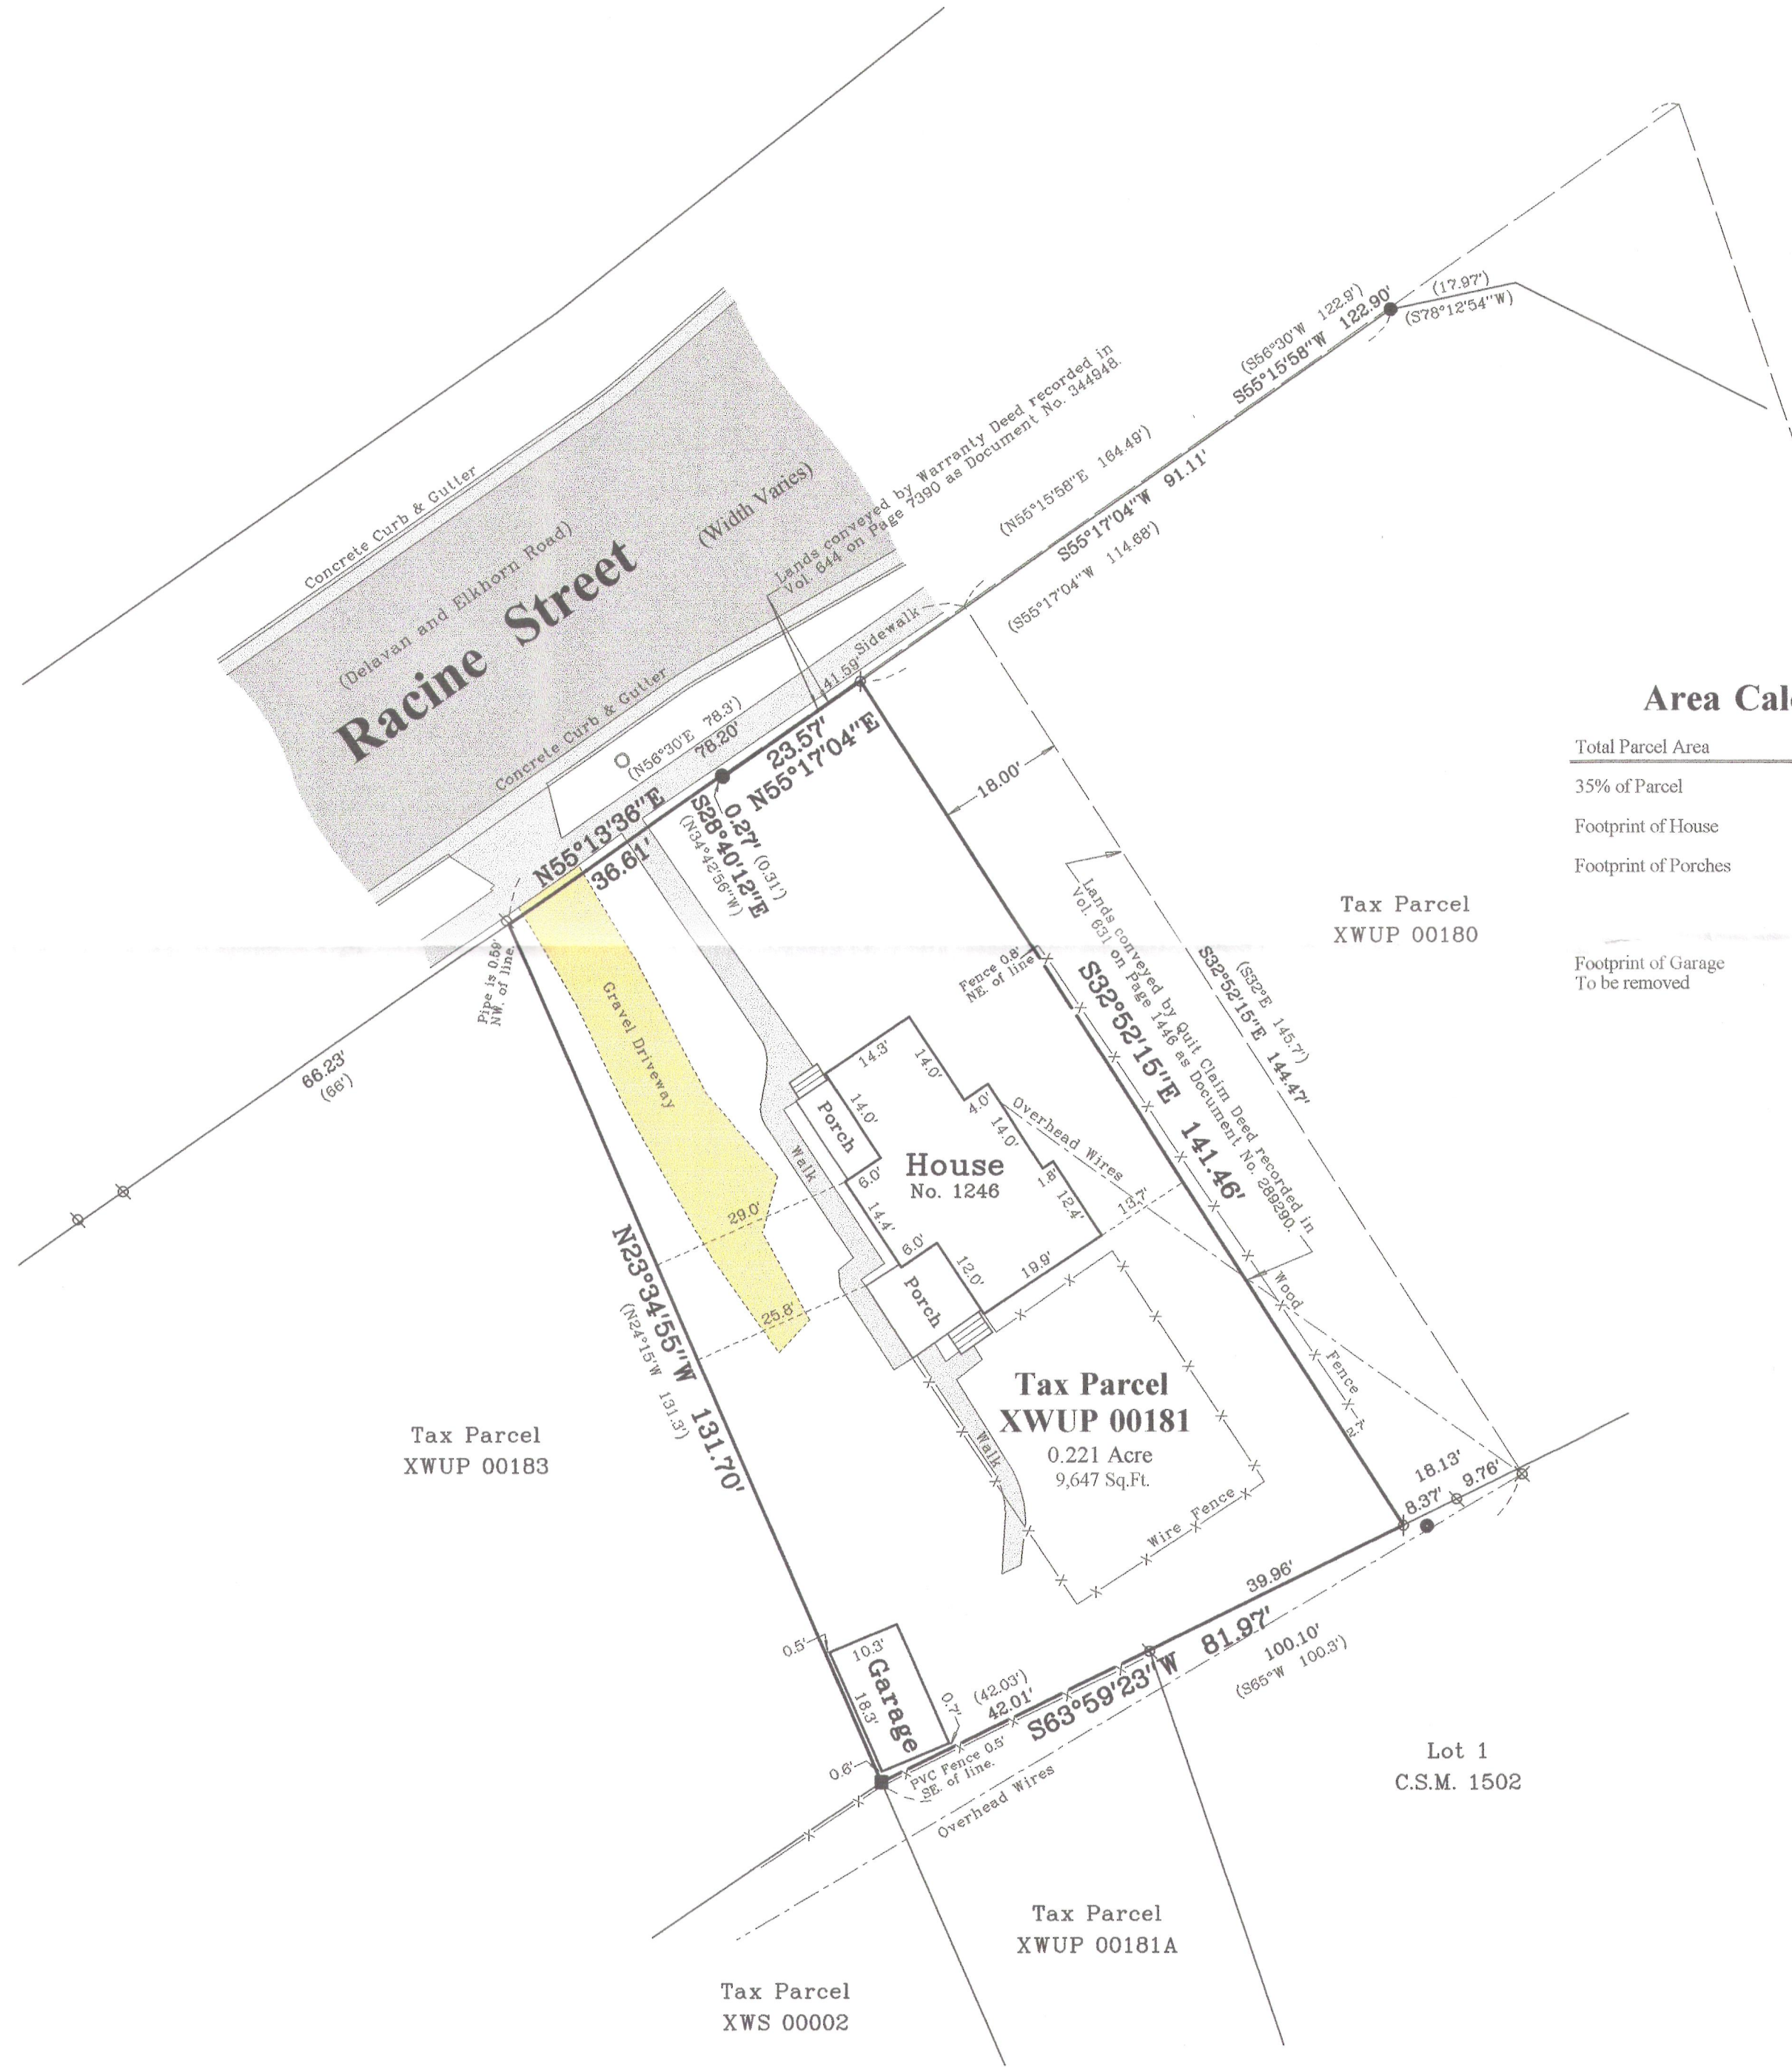 (17.97')
(S78°12'54"W)
(S56°30'W 122.9')
S55°15'58"W 122.90'
Lands conveyed by Warranty Deed recorded in
Vol. 644 on Page 7390 as Document No. 344948.
(N55°15'58"E 164.49')
S55°17'04"W 91.11'
(S55°17'04"W 114.68')
Concrete Curb & Gutter
(Delavan and Elkhorn Road)
Racine Street
(Width Varies)
Concrete Curb & Gutter
Sidewalk
41.59'
(N56°30'E 78.3')
78.20'
23.57'
N55°17'04"E
N55°13'36"E
36.61'
0.27' (0.31')
S28°40'12"E
(N34°42'56"W)
18.00'
Area Calc
Total Parcel Area
35% of Parcel
Footprint of House
Footprint of Porches
Footprint of Garage
To be removed
Tax Parcel
XWUP 00180
Pipe is 0.59'
NW. of line.
66.23'
(66')
Gravel Driveway
Fence 0.8'
NE. of line
Lands conveyed by Quit Claim Deed recorded in
Vol. 631 on Page 1446 as Document No. 289290.
S32°52'15"E 141.46'
(S32°E 145.7')
S32°52'15"E 144.47'
14.3'
14.0'
14.0'
Porch
4.0'
14.0'
Overhead Wires
House
No. 1246
Walk
6.0'
1.8'
12.4'
13.7'
29.0'
14.4'
6.0'
12.0'
19.9'
Porch
25.8'
Wood
Fence
2.7'
N23°34'55"W 131.70'
(N24°15'W 131.3')
Tax Parcel
XWUP 00183
Tax Parcel
XWUP 00181
0.221 Acre
9,647 Sq.Ft.
Walk
Wire Fence
18.13'
8.37'
9.76'
39.96'
S63°59'23"W 81.97'
100.10'
(S65°W 100.3')
0.5'
10.3'
Garage
18.3'
0.7'
(42.03')
42.01'
0.6'
PVC Fence 0.5'
SE. of line.
Overhead Wires
Lot 1
C.S.M. 1502
Tax Parcel
XWUP 00181A
Tax Parcel
XWS 00002